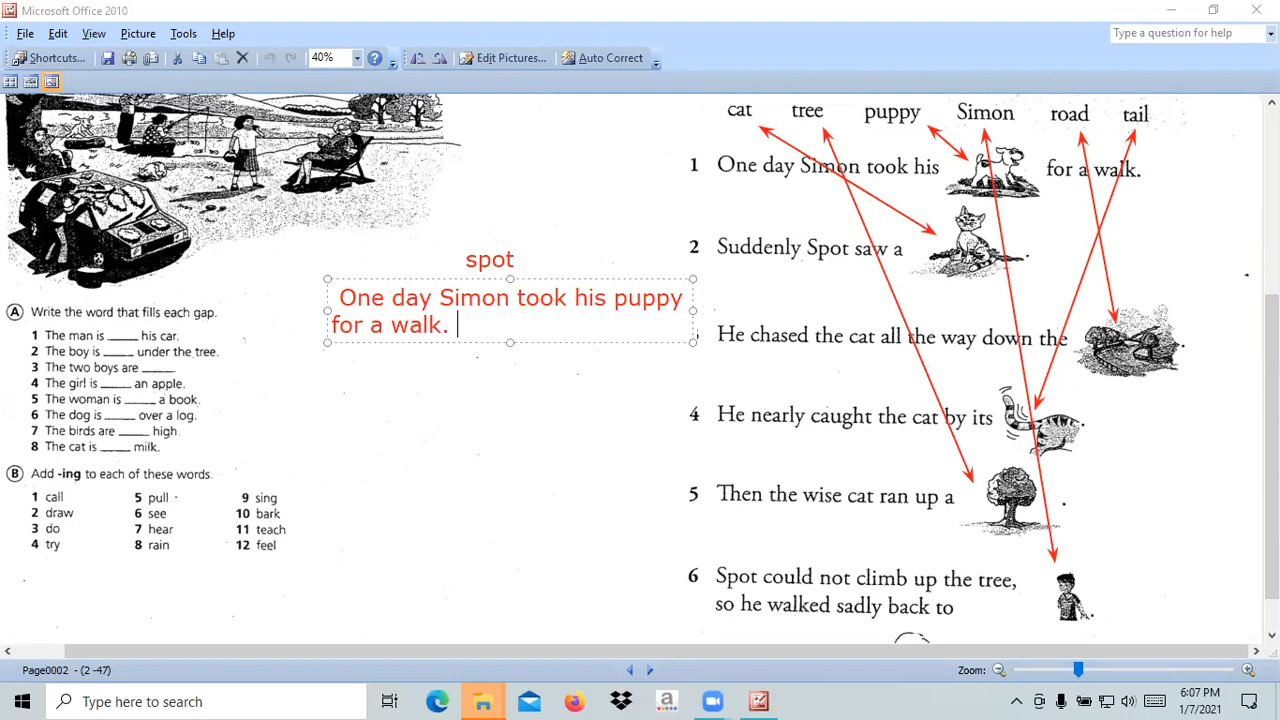 Microsoft Office 2010
File Edit View Picture Tools Help
Type a question for help
Shortcuts... 40% Edit Pictures... Auto Correct
cat tree puppy Simon road tail
1 One day Simon took his for a walk.
2 Suddenly Spot saw a .
He chased the cat all the way down the .
4 He nearly caught the cat by its .
5 Then the wise cat ran up a .
6 Spot could not climb up the tree,
so he walked sadly back to .
spot
One day Simon took his puppy
for a walk.
A Write the word that fills each gap.
1 The man is _____ his car.
2 The boy is _____ under the tree.
3 The two boys are _____.
4 The girl is _____ an apple.
5 The woman is _____ a book.
6 The dog is _____ over a log.
7 The birds are _____ high.
8 The cat is _____ milk.
B Add -ing to each of these words.
1 call 5 pull 9 sing
2 draw 6 see 10 bark
3 do 7 hear 11 teach
4 try 8 rain 12 feel
Page0002 - (2 -47) Zoom:
Type here to search
6:07 PM
1/7/2021